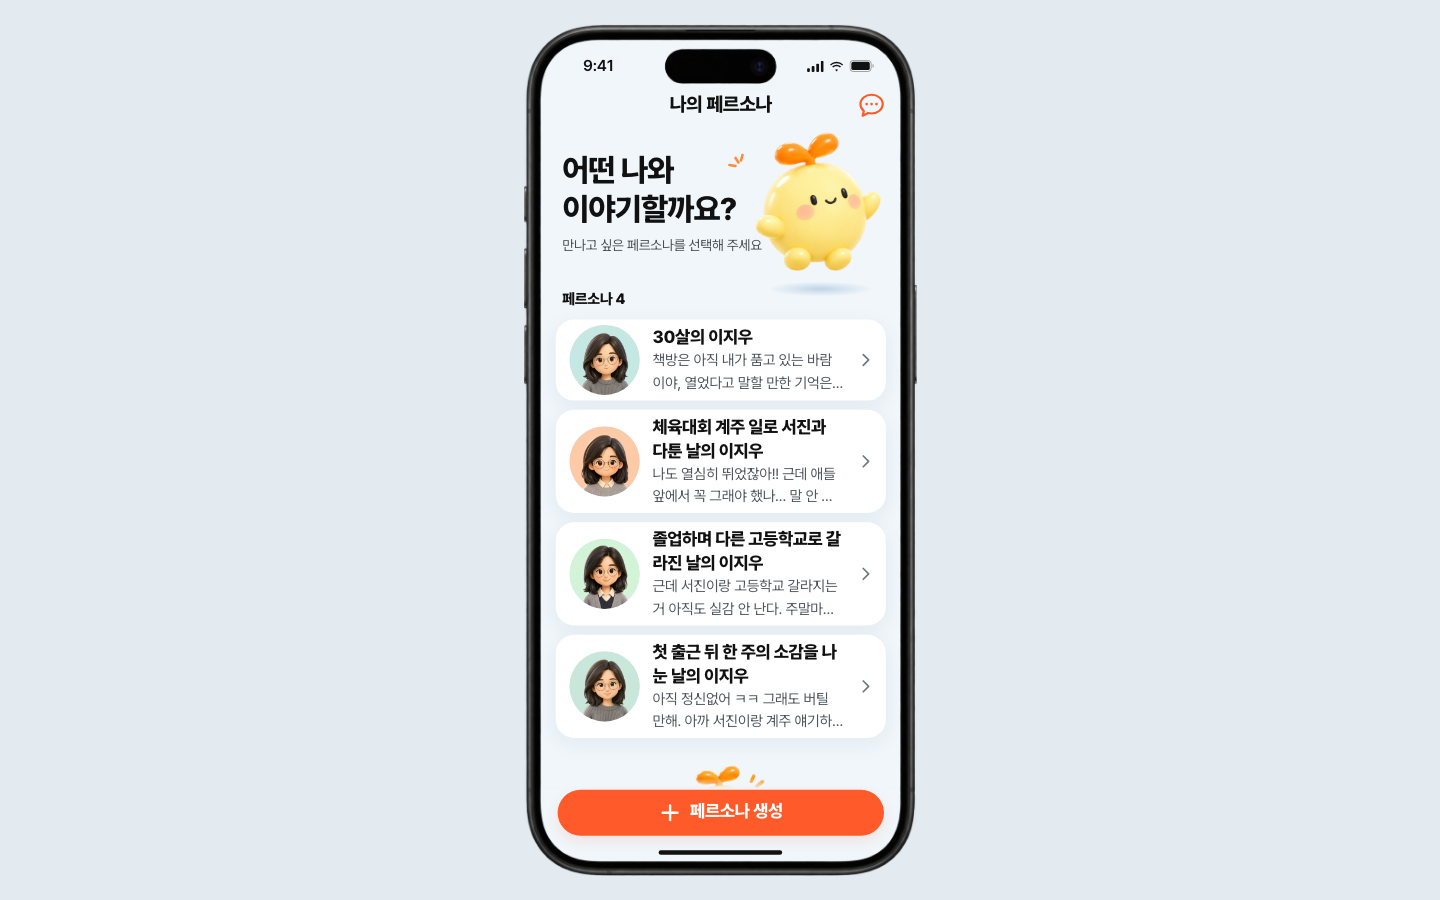 9:41
나의 페르소나
어떤 나와
이야기할까요?
만나고 싶은 페르소나를 선택해 주세요
페르소나 4
30살의 이지우
책방은 아직 내가 품고 있는 바람
이야, 열었다고 말할 만한 기억은...
체육대회 계주 일로 서진과
다툰 날의 이지우
나도 열심히 뛰었잖아!! 근데 애들
앞에서 꼭 그래야 했나... 말 안 ...
졸업하며 다른 고등학교로 갈
라진 날의 이지우
근데 서진이랑 고등학교 갈라지는
거 아직도 실감 안 난다. 주말마...
첫 출근 뒤 한 주의 소감을 나
눈 날의 이지우
아직 정신없어 ㅋㅋ 그래도 버틸
만해. 아까 서진이랑 계주 얘기하...
페르소나 생성